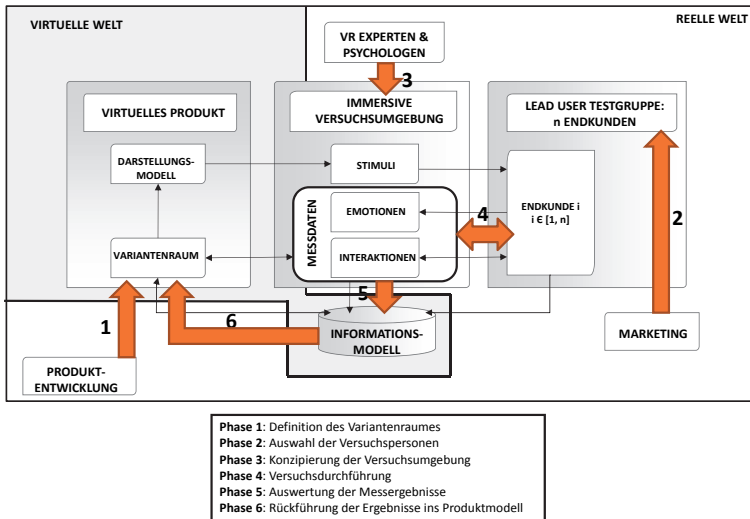 VIRTUELLE WELT
REELLE WELT
VR EXPERTEN &
PSYCHOLOGEN
3
VIRTUELLES PRODUKT
IMMERSIVE
VERSUCHSUMGEBUNG
LEAD USER TESTGRUPPE:
n ENDKUNDEN
DARSTELLUNGS-
MODELL
STIMULI
MESSDATEN
EMOTIONEN
4
ENDKUNDE i
i Є [1, n]
2
VARIANTENRAUM
INTERAKTIONEN
5
1
6
INFORMATIONS-
MODELL
MARKETING
PRODUKT-
ENTWICKLUNG
Phase 1: Definition des Variantenraumes
Phase 2: Auswahl der Versuchspersonen
Phase 3: Konzipierung der Versuchsumgebung
Phase 4: Versuchsdurchführung
Phase 5: Auswertung der Messergebnisse
Phase 6: Rückführung der Ergebnisse ins Produktmodell